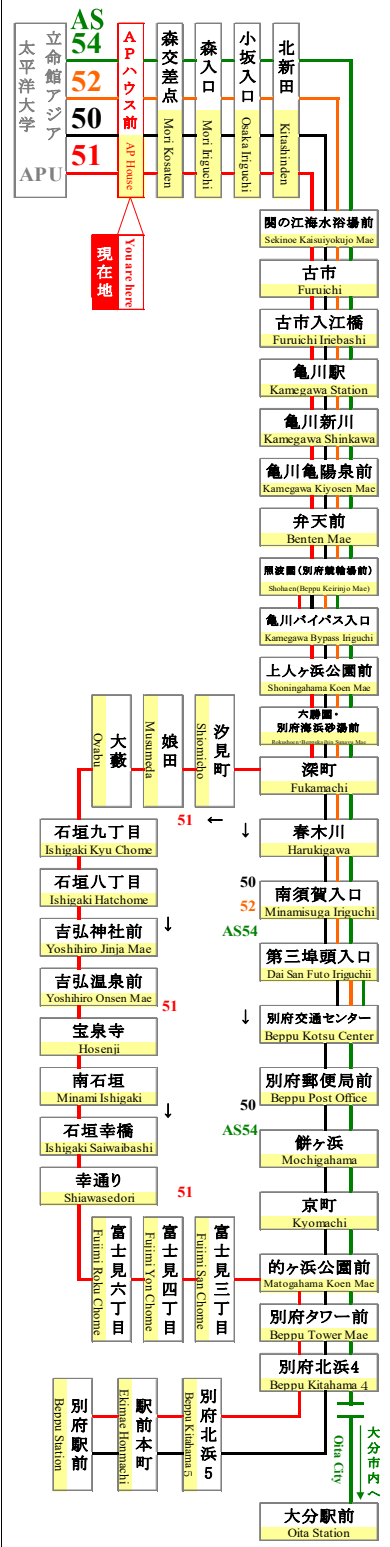 立命館アジア
太平洋大学
APU
AS
54
52
50
51
APハウス前
AP House
森交差点
Mori Kosaten
森入口
Mori Iriguchi
小坂入口
Osaka Iriguchi
北新田
Kitashinden
現在地
You are here
関の江海水浴場前
Sekinoe Kaisuiyokujo Mae
古市
Furuichi
古市入江橋
Furuichi Iriebashi
亀川駅
Kamegawa Station
亀川新川
Kamegawa Shinkawa
亀川亀陽泉前
Kamegawa Kiyosen Mae
弁天前
Benten Mae
照波園(別府競輪場前)
Shohaen(Beppu Keirinjo Mae)
亀川バイパス入口
Kamegawa Bypass Iriguchi
上人ヶ浜公園前
Shoningahama Koen Mae
六勝園・
別府海浜砂湯前
深町
Fukamachi
汐見町
Shiomicho
娘田
Musumeda
大藪
Oyabu
51 ←
石垣九丁目
Ishigaki Kyu Chome
石垣八丁目
Ishigaki Hatchome
吉弘神社前
Yoshihiro Jinja Mae
↓
吉弘温泉前
Yoshihiro Onsen Mae
51
宝泉寺
Hosenji
南石垣
Minami Ishigaki
↓
石垣幸橋
Ishigaki Saiwaibashi
幸通り
Shiawasedori
51
富士見六丁目
Fujimi Roku Chome
富士見四丁目
Fujimi Yon Chome
富士見三丁目
Fujimi San Chome
↓
春木川
Harukigawa
50
52
AS54
南須賀入口
Minamisuga Iriguchi
第三埠頭入口
Dai San Futo Iriguchii
↓
別府交通センター
Beppu Kotsu Center
別府郵便局前
Beppu Post Office
50
AS54
餅ヶ浜
Mochigahama
京町
Kyomachi
的ヶ浜公園前
Matogahama Koen Mae
別府タワー前
Beppu Tower Mae
別府北浜4
Beppu Kitahama 4
別府北浜5
Beppu Kitahama 5
駅前本町
Ekimae Honmachi
別府駅前
Beppu Station
大分市内へ
Oita City
大分駅前
Oita Station